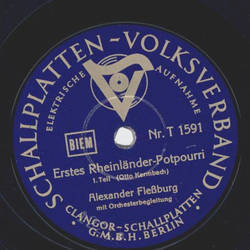 SCHALLPLATTEN-VOLKSVERBAND
ELEKTRISCHE AUFNAHME
BIEM
Nr. T 1591
Erstes Rheinländer-Potpourri
1. Teil - (Otto Kermbach)
Alexander Fleßburg
mit Orchesterbegleitung
CLANGOR-SCHALLPLATTEN
G.M.B.H. BERLIN